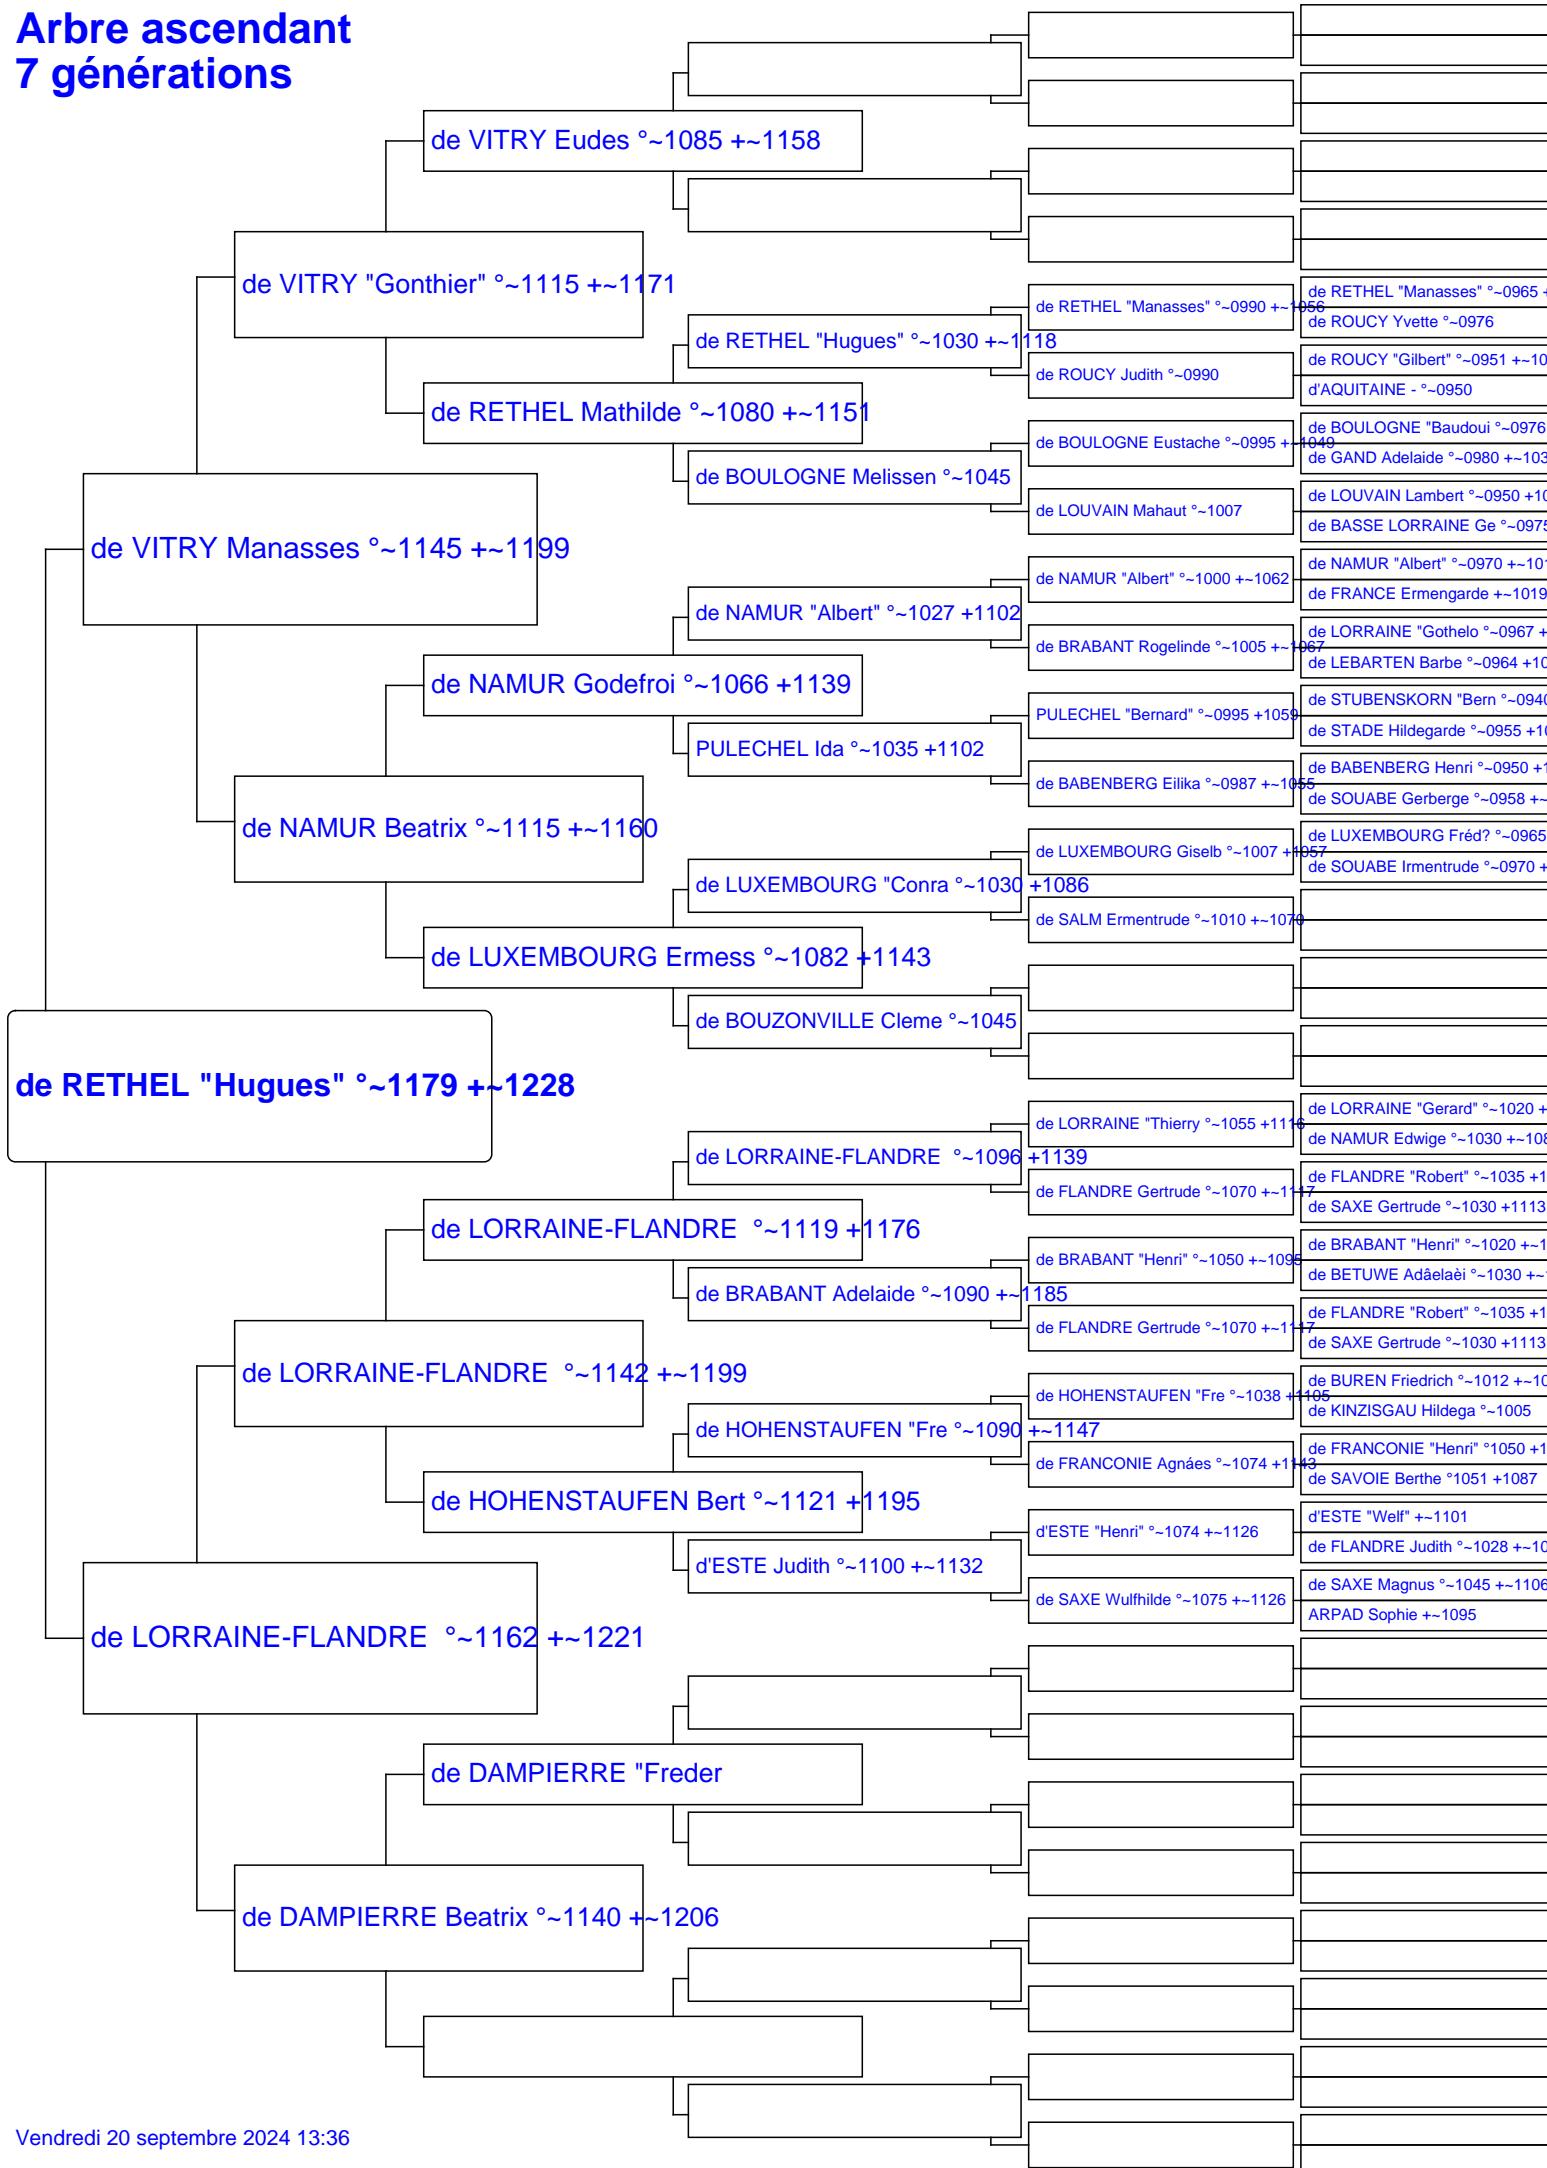 Arbre ascendant
7 générations
de VITRY Eudes °~1085 +~1158
de VITRY "Gonthier" °~1115 +~1171
de RETHEL "Manasses" °~0965 +
de RETHEL "Manasses" °~0990 +~1056
de ROUCY Yvette °~0976
de RETHEL "Hugues" °~1030 +~1118
de ROUCY "Gilbert" °~0951 +~10
de ROUCY Judith °~0990
d'AQUITAINE - °~0950
de RETHEL Mathilde °~1080 +~1151
de BOULOGNE "Baudoui °~0976
de BOULOGNE Eustache °~0995 +~1049
de GAND Adelaide °~0980 +~103
de BOULOGNE Melissen °~1045
de LOUVAIN Lambert °~0950 +10
de LOUVAIN Mahaut °~1007
de BASSE LORRAINE Ge °~0975
de VITRY Manasses °~1145 +~1199
de NAMUR "Albert" °~0970 +~101
de NAMUR "Albert" °~1000 +~1062
de FRANCE Ermengarde +~1019
de NAMUR "Albert" °~1027 +1102
de LORRAINE "Gothelo °~0967 +
de BRABANT Rogelinde °~1005 +~1067
de LEBARTEN Barbe °~0964 +10
de NAMUR Godefroi °~1066 +1139
de STUBENSKORN "Bern °~0940
PULECHEL "Bernard" °~0995 +1059
de STADE Hildegarde °~0955 +10
PULECHEL Ida °~1035 +1102
de BABENBERG Henri °~0950 +1
de BABENBERG Eilika °~0987 +~1055
de SOUABE Gerberge °~0958 +~
de NAMUR Beatrix °~1115 +~1160
de LUXEMBOURG Fréd? °~0965
de LUXEMBOURG Giselb °~1007 +1057
de SOUABE Irmentrude °~0970 +
de LUXEMBOURG "Conra °~1030 +1086
de SALM Ermentrude °~1010 +~1070
de LUXEMBOURG Ermess °~1082 +1143
de BOUZONVILLE Cleme °~1045
de RETHEL "Hugues" °~1179 +~1228
de LORRAINE "Gerard" °~1020 +
de LORRAINE "Thierry °~1055 +1116
de NAMUR Edwige °~1030 +~108
de LORRAINE-FLANDRE  °~1096 +1139
de FLANDRE "Robert" °~1035 +1
de FLANDRE Gertrude °~1070 +~1117
de SAXE Gertrude °~1030 +1113
de LORRAINE-FLANDRE  °~1119 +1176
de BRABANT "Henri" °~1020 +~1
de BRABANT "Henri" °~1050 +~1095
de BETUWE Adâelaèi °~1030 +~
de BRABANT Adelaide °~1090 +~1185
de FLANDRE "Robert" °~1035 +1
de FLANDRE Gertrude °~1070 +~1117
de SAXE Gertrude °~1030 +1113
de LORRAINE-FLANDRE  °~1142 +~1199
de BUREN Friedrich °~1012 +~10
de HOHENSTAUFEN "Fre °~1038 +1105
de KINZISGAU Hildega °~1005
de HOHENSTAUFEN "Fre °~1090 +~1147
de FRANCONIE "Henri" °1050 +1
de FRANCONIE Agnáes °~1074 +1143
de SAVOIE Berthe °1051 +1087
de HOHENSTAUFEN Bert °~1121 +1195
d'ESTE "Welf" +~1101
d'ESTE "Henri" °~1074 +~1126
de FLANDRE Judith °~1028 +~10
d'ESTE Judith °~1100 +~1132
de SAXE Magnus °~1045 +~1106
de SAXE Wulfhilde °~1075 +~1126
ARPAD Sophie +~1095
de LORRAINE-FLANDRE  °~1162 +~1221
de DAMPIERRE "Freder
de DAMPIERRE Beatrix °~1140 +~1206
Vendredi 20 septembre 2024 13:36